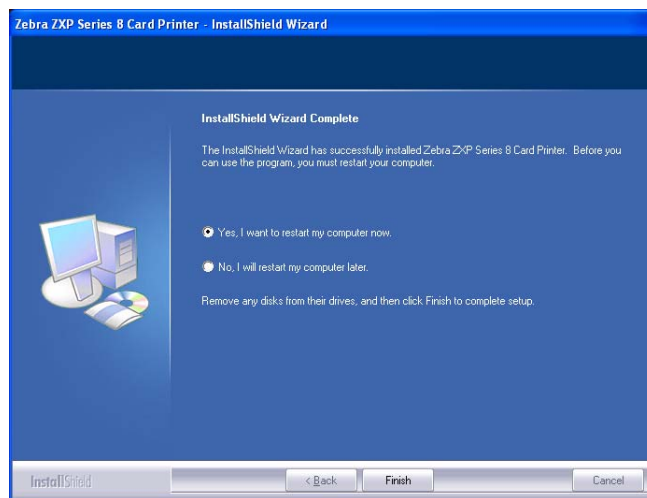 Zebra ZXP Series 8 Card Printer - InstallShield Wizard
InstallShield Wizard Complete
The InstallShield Wizard has successfully installed Zebra ZXP Series 8 Card Printer. Before you
can use the program, you must restart your computer.
Yes, I want to restart my computer now.
No, I will restart my computer later.
Remove any disks from their drives, and then click Finish to complete setup.
InstallShield
< Back Finish Cancel